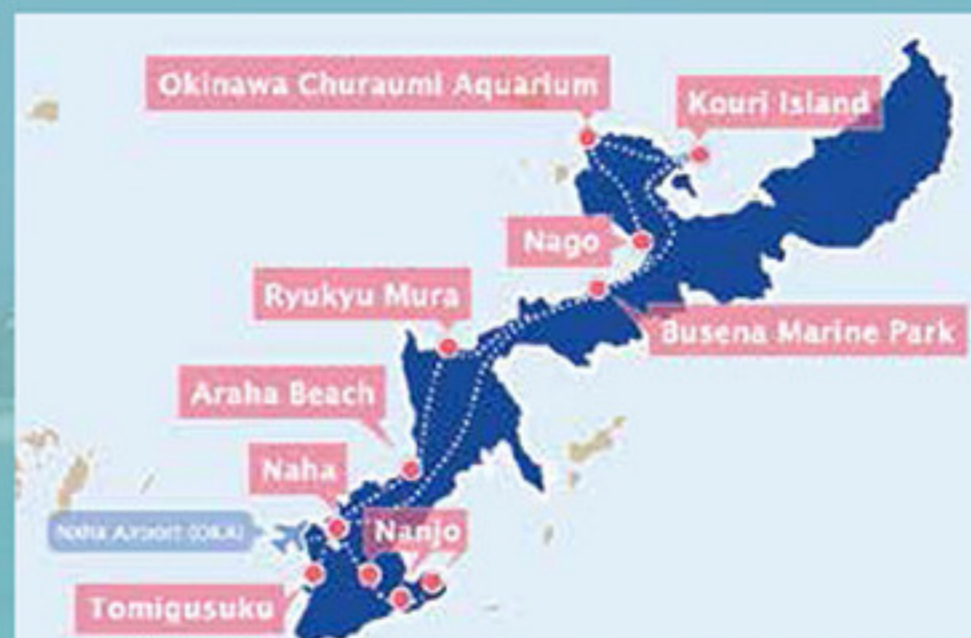 Okinawa Churaumi Aquarium
Kouri Island
Nago
Ryukyu Mura
Busena Marine Park
Araha Beach
Naha
Naha Airport (OKA)
Nanjo
Tomigusuku